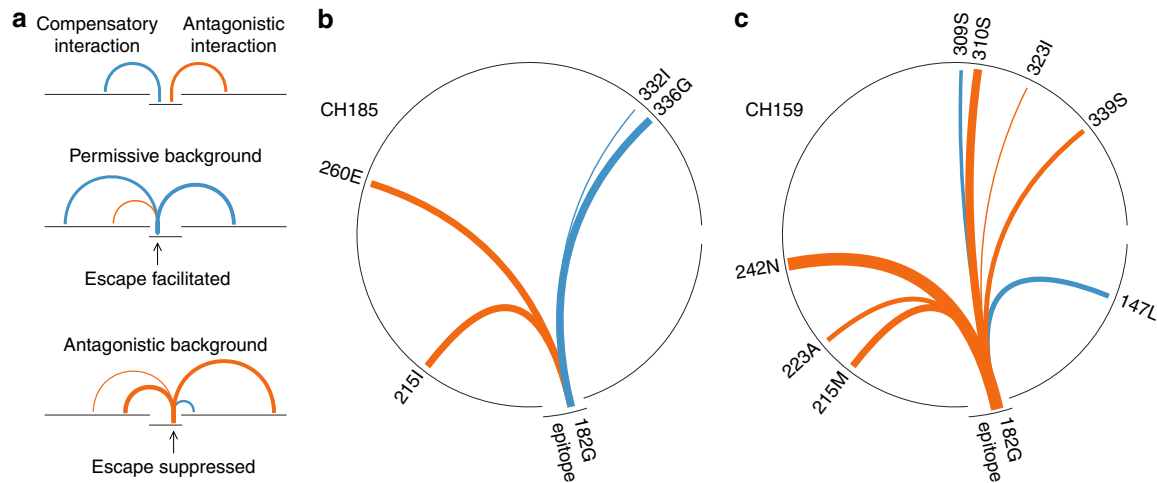 a
Compensatory
interaction
Antagonistic
interaction
Permissive background
Escape facilitated
Antagonistic background
Escape suppressed
b
CH185
332I
336G
260E
215I
182G
epitope
c
CH159
309S
310S
323I
339S
242N
147L
223A
215M
182G
epitope